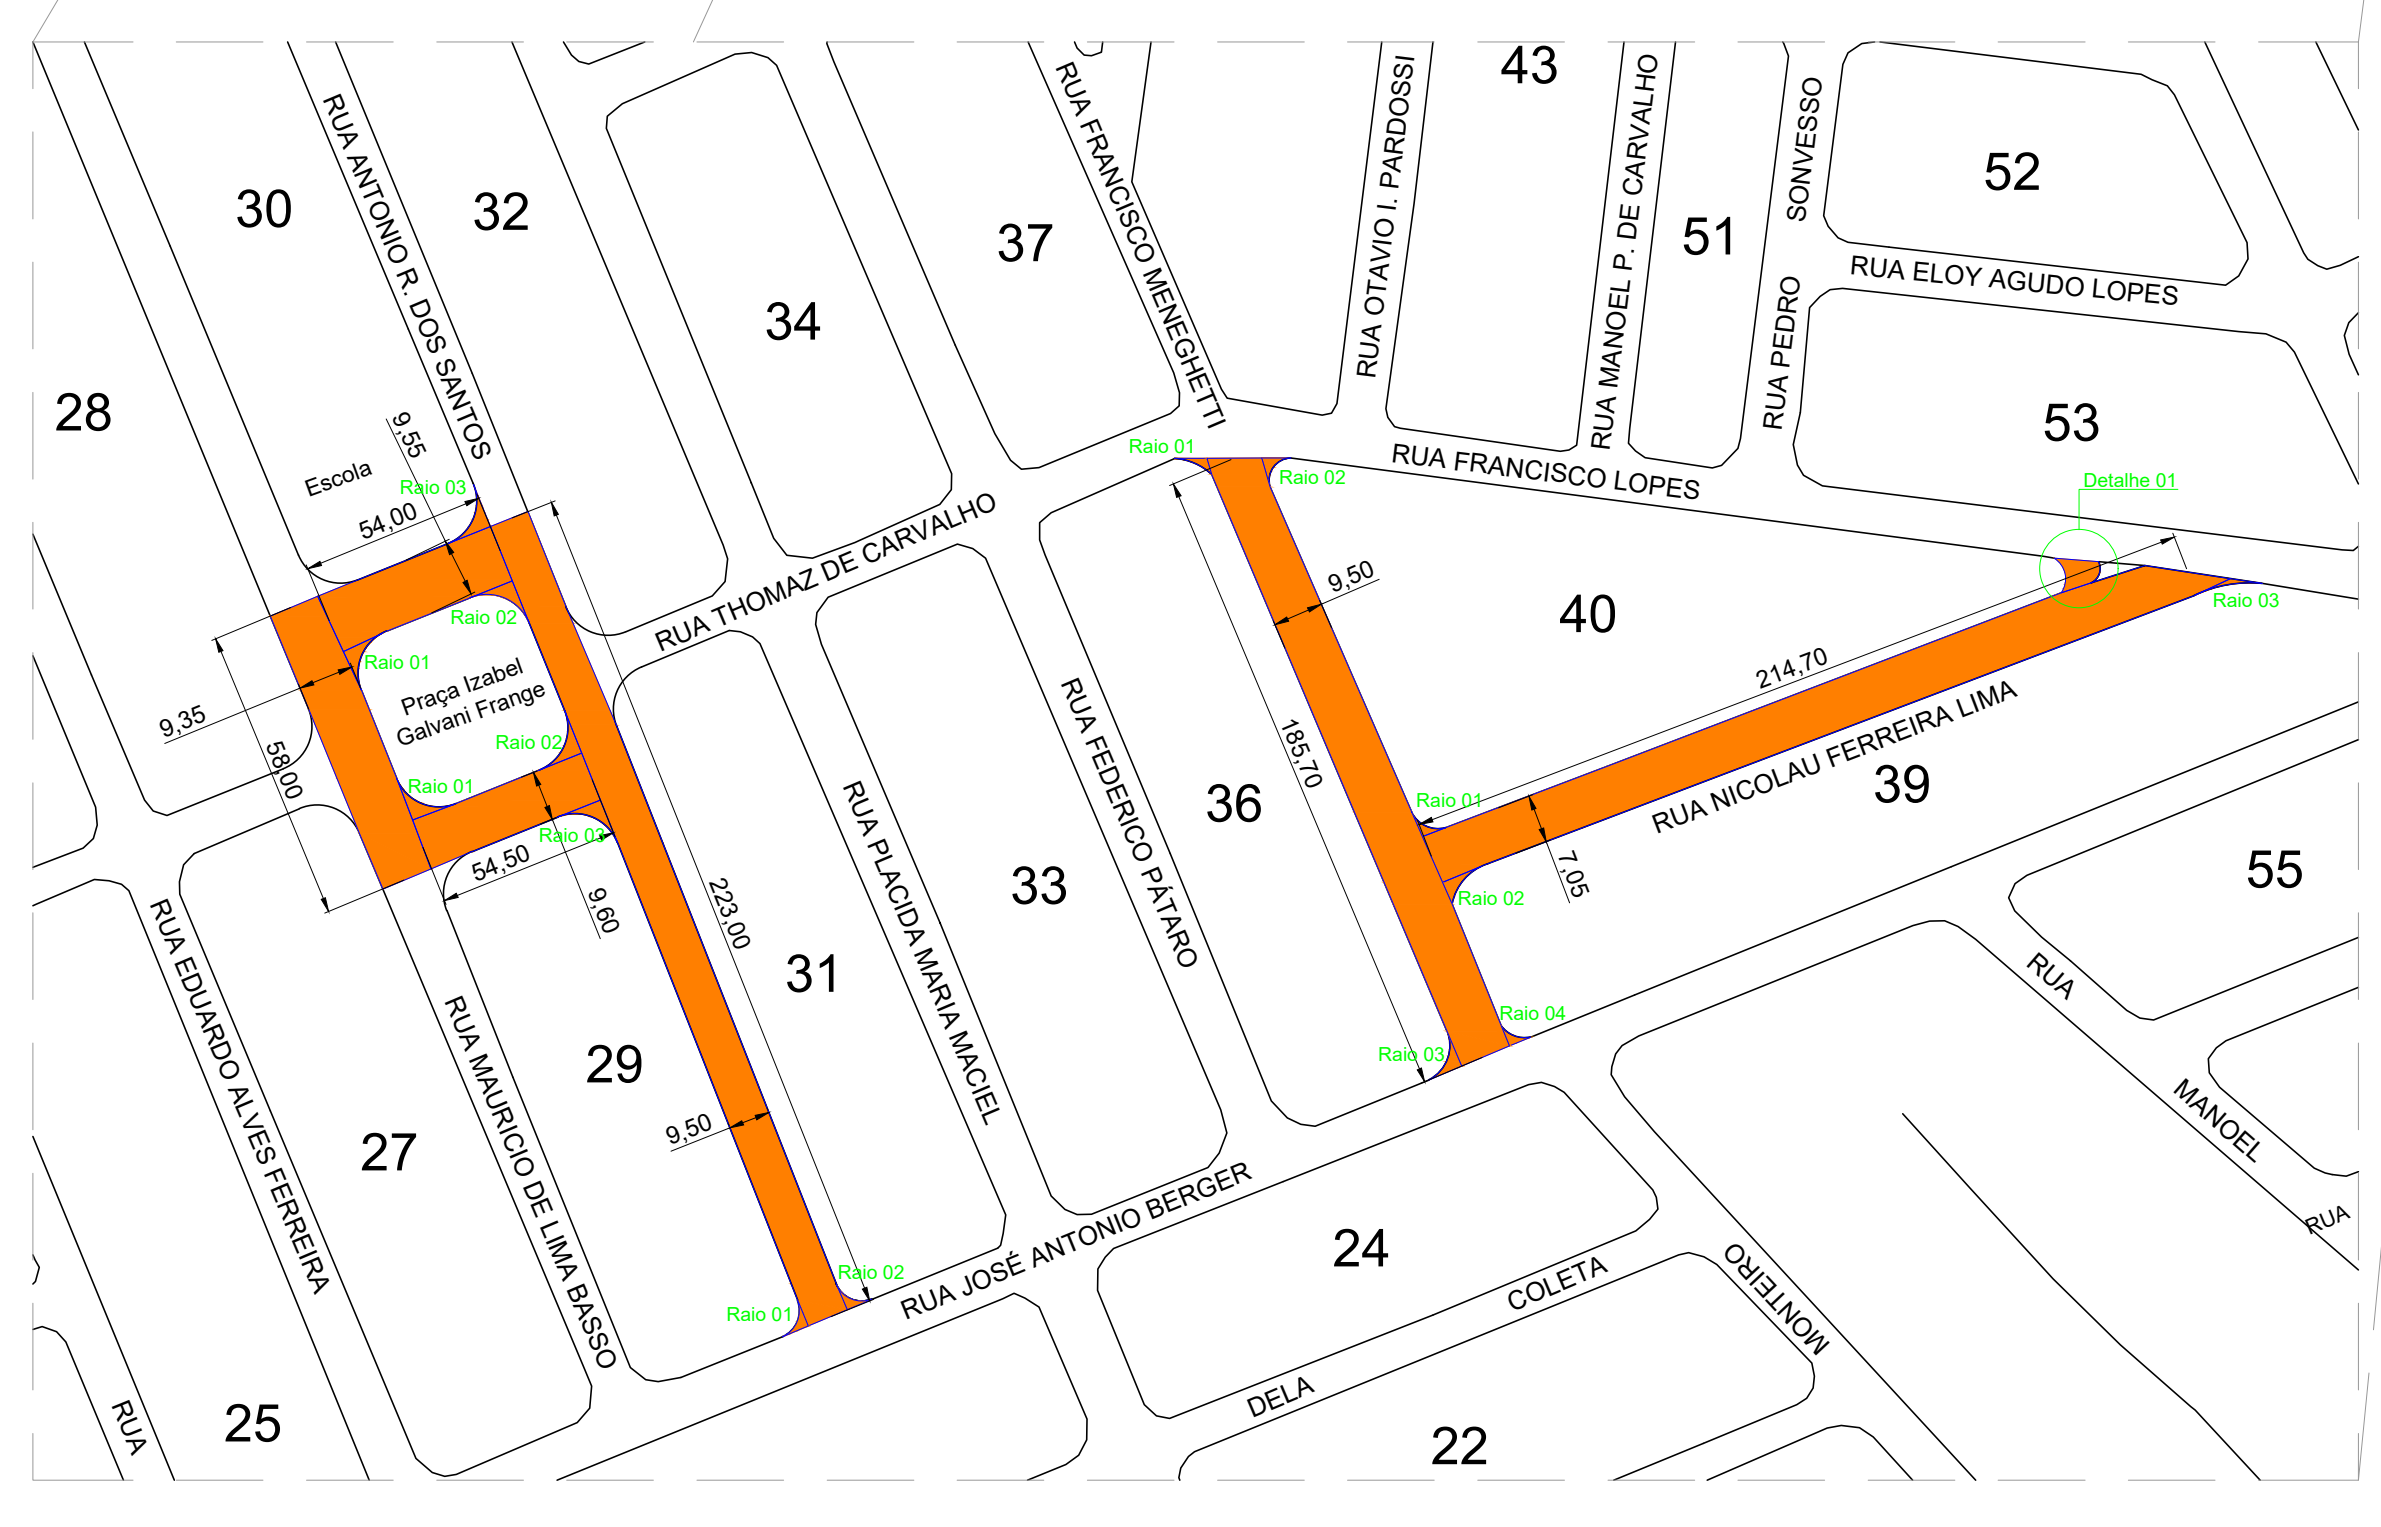 43
RUA FRANCISCO MENEGHETTI
RUA OTAVIO I. PARDOSSI
RUA MANOEL P. DE CARVALHO
RUA PEDRO SONVESSO
RUA ANTONIO R. DOS SANTOS
52
30
32
37
51
RUA ELOY AGUDO LOPES
34
28
53
9,55
Escola
Raio 03
54,00
Raio 01
Raio 02
RUA FRANCISCO LOPES
Detalhe 01
RUA THOMAZ DE CARVALHO
Raio 02
Raio 01
Praça Izabel
Galvani Frange
Raio 02
Raio 01
9,35
58,00
9,50
40
Raio 03
214,70
RUA NICOLAU FERREIRA LIMA
185,70
RUA FEDERICO PÁTARO
36
39
Raio 01
7,05
Raio 02
Raio 03
54,50
9,60
223,00
RUA PLACIDA MARIA MACIEL
33
55
31
RUA EDUARDO ALVES FERREIRA
RUA MAURICIO DE LIMA BASSO
29
Raio 04
Raio 03
RUA
MANOEL
RUA
27
9,50
RUA JOSÉ ANTONIO BERGER
24
Raio 02
Raio 01
DELA COLETA
MONTEIRO
RUA
25
22